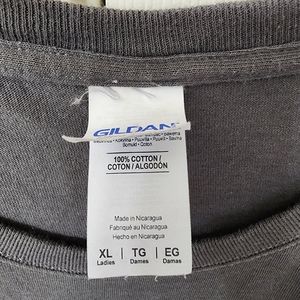 GILDAN
100% COTTON /
COTON / ALGODÓN
Made in Nicaragua
Fabriqué au Nicaragua
Hecho en Nicaragua
XL | TG | EG
Ladies Dames Damas